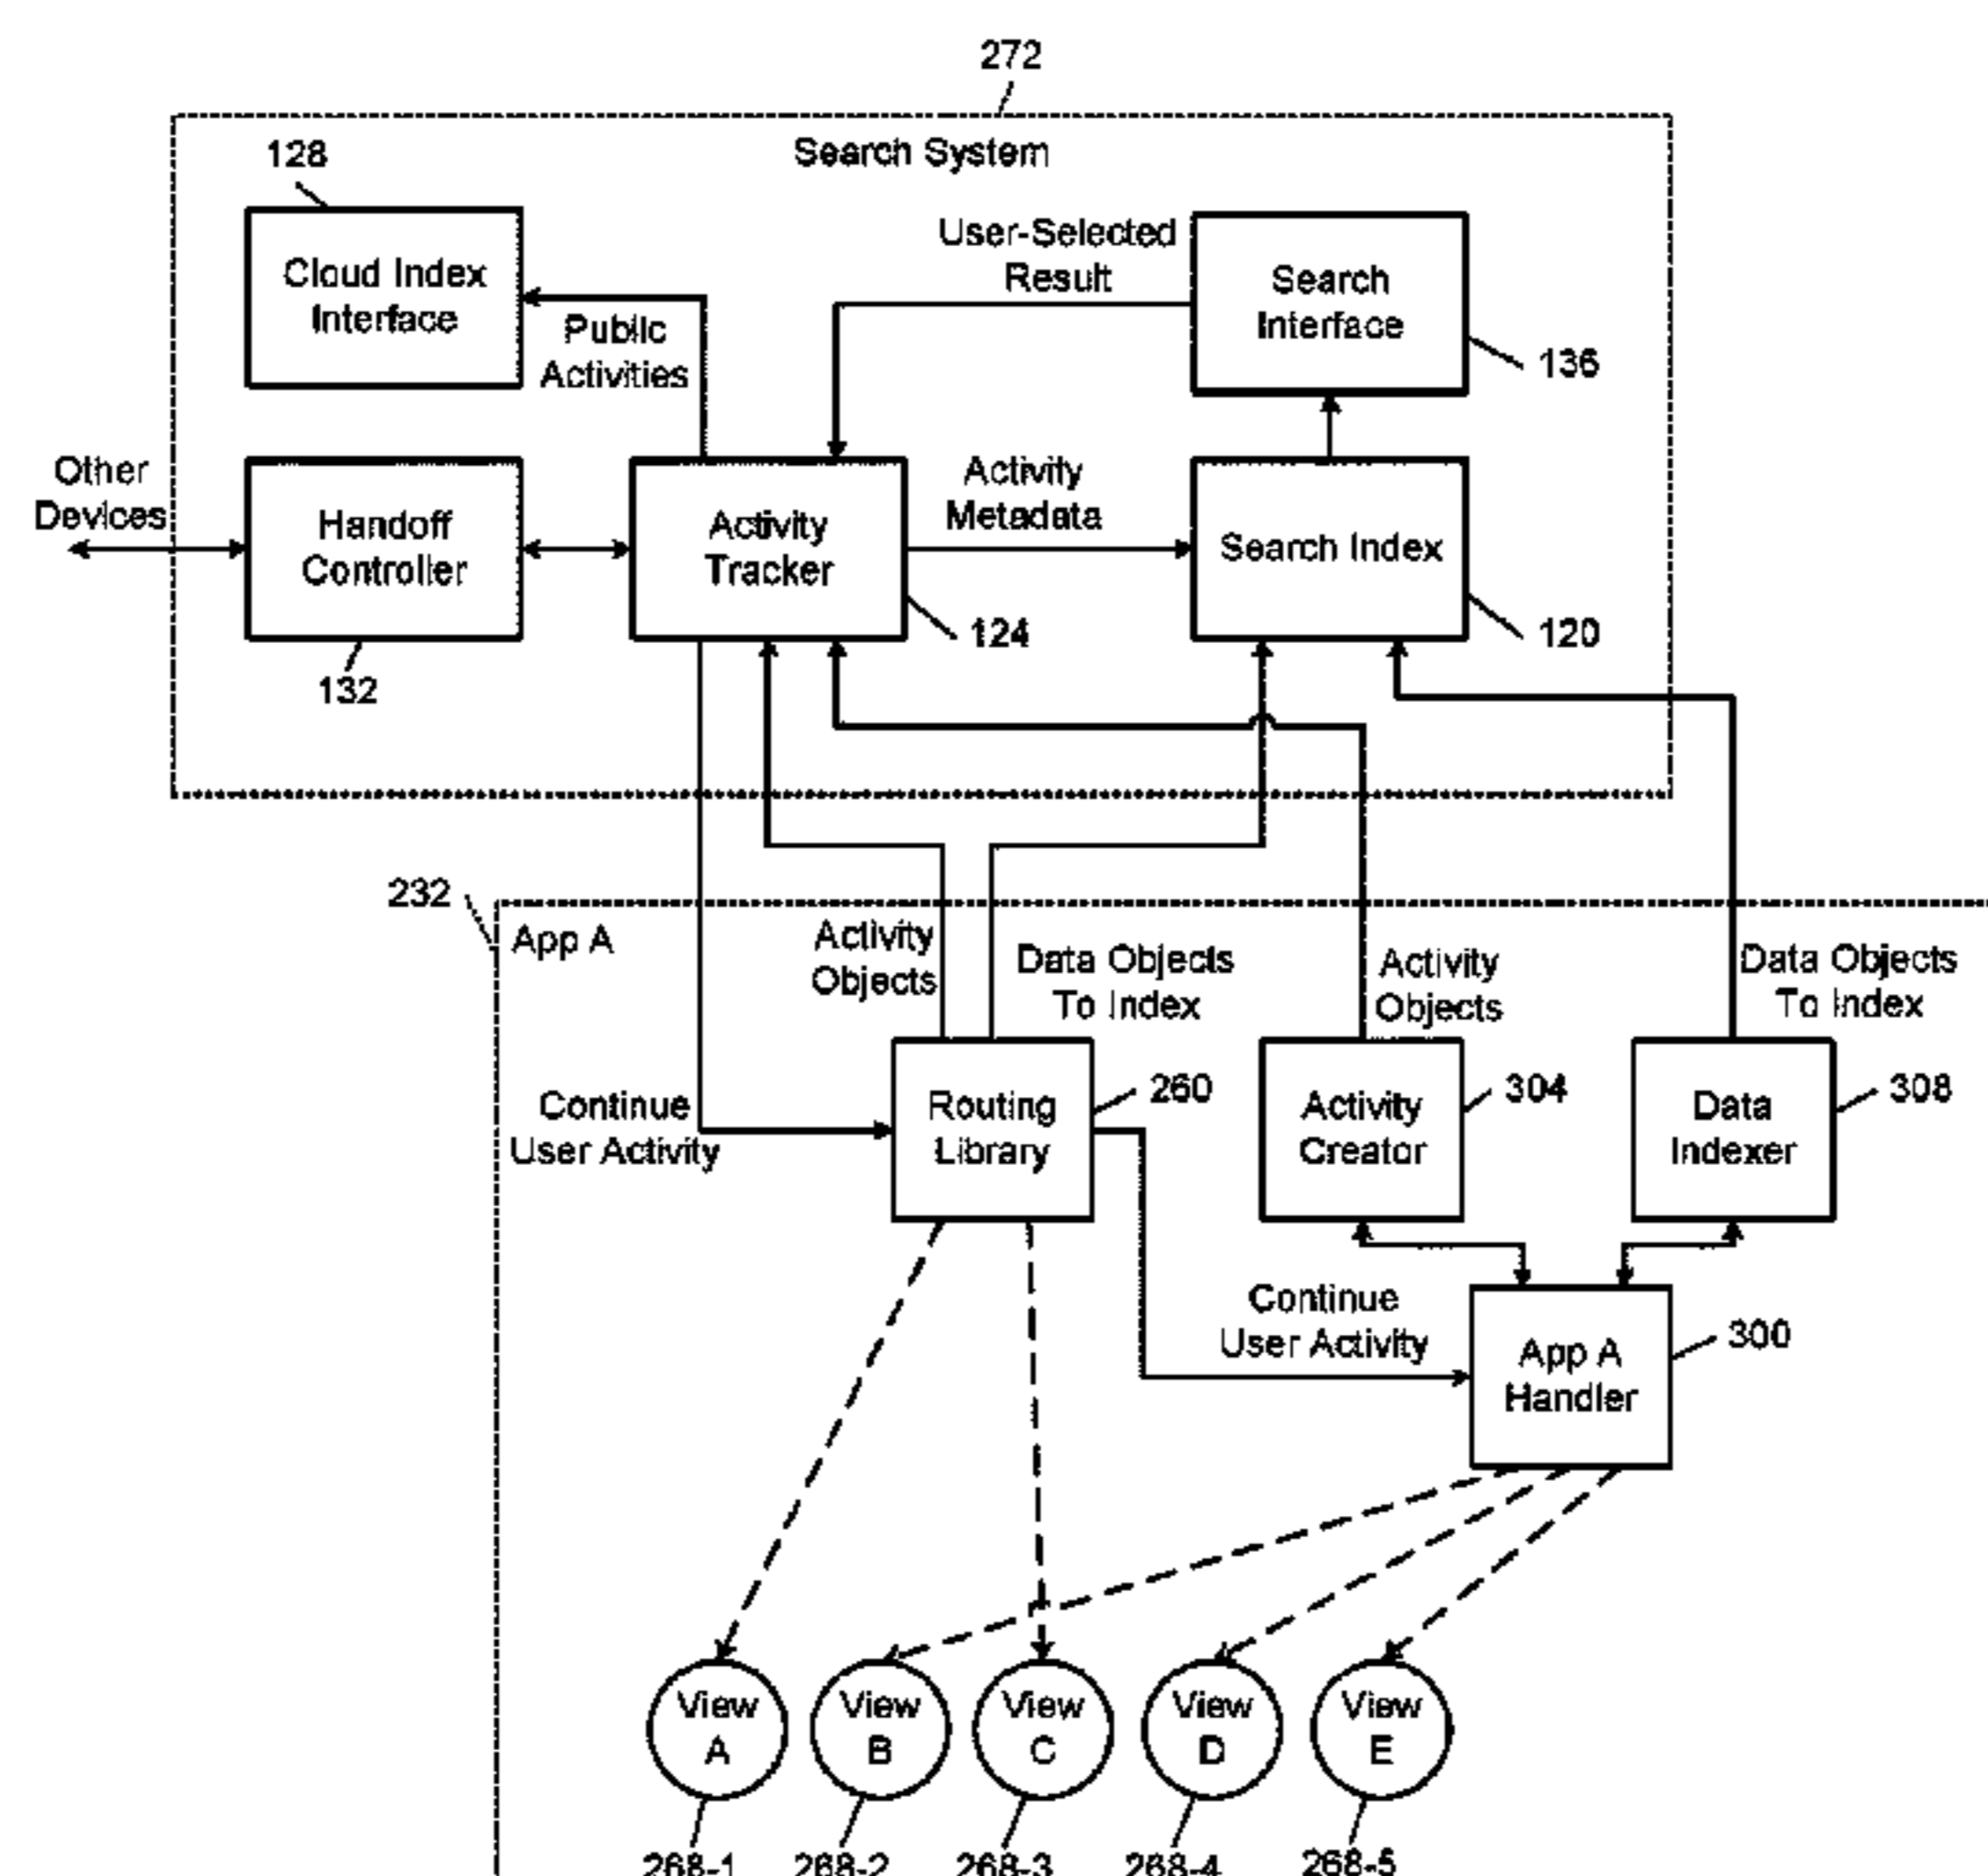 272
Search System
128
Cloud Index
Interface
Public
Activities
User-Selected
Result
Search
Interface
136
Other
Devices
Handoff
Controller
132
Activity
Tracker
124
Activity
Metadata
Search Index
120
232
App A
Activity
Objects
Data Objects
To Index
Activity
Objects
Data Objects
To Index
Continue
User Activity
Routing
Library
260
Activity
Creator
304
Data
Indexer
308
Continue
User Activity
App A
Handler
300
View
A
View
B
View
C
View
D
View
E
268-1
268-2
268-3
268-4
268-5